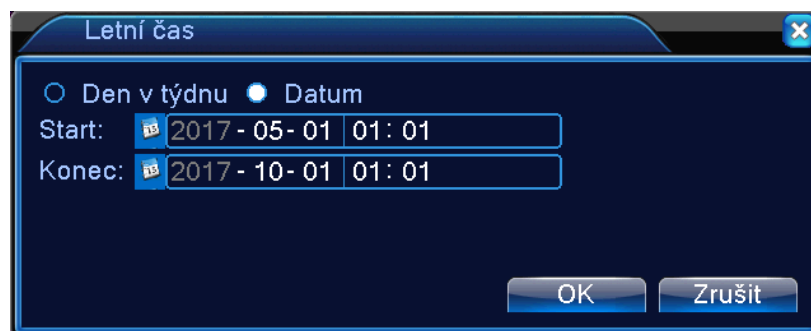 Letní čas
Den v týdnu Datum
Start: 2017-05-01 01:01
Konec: 2017-10-01 01:01
OK Zrušit